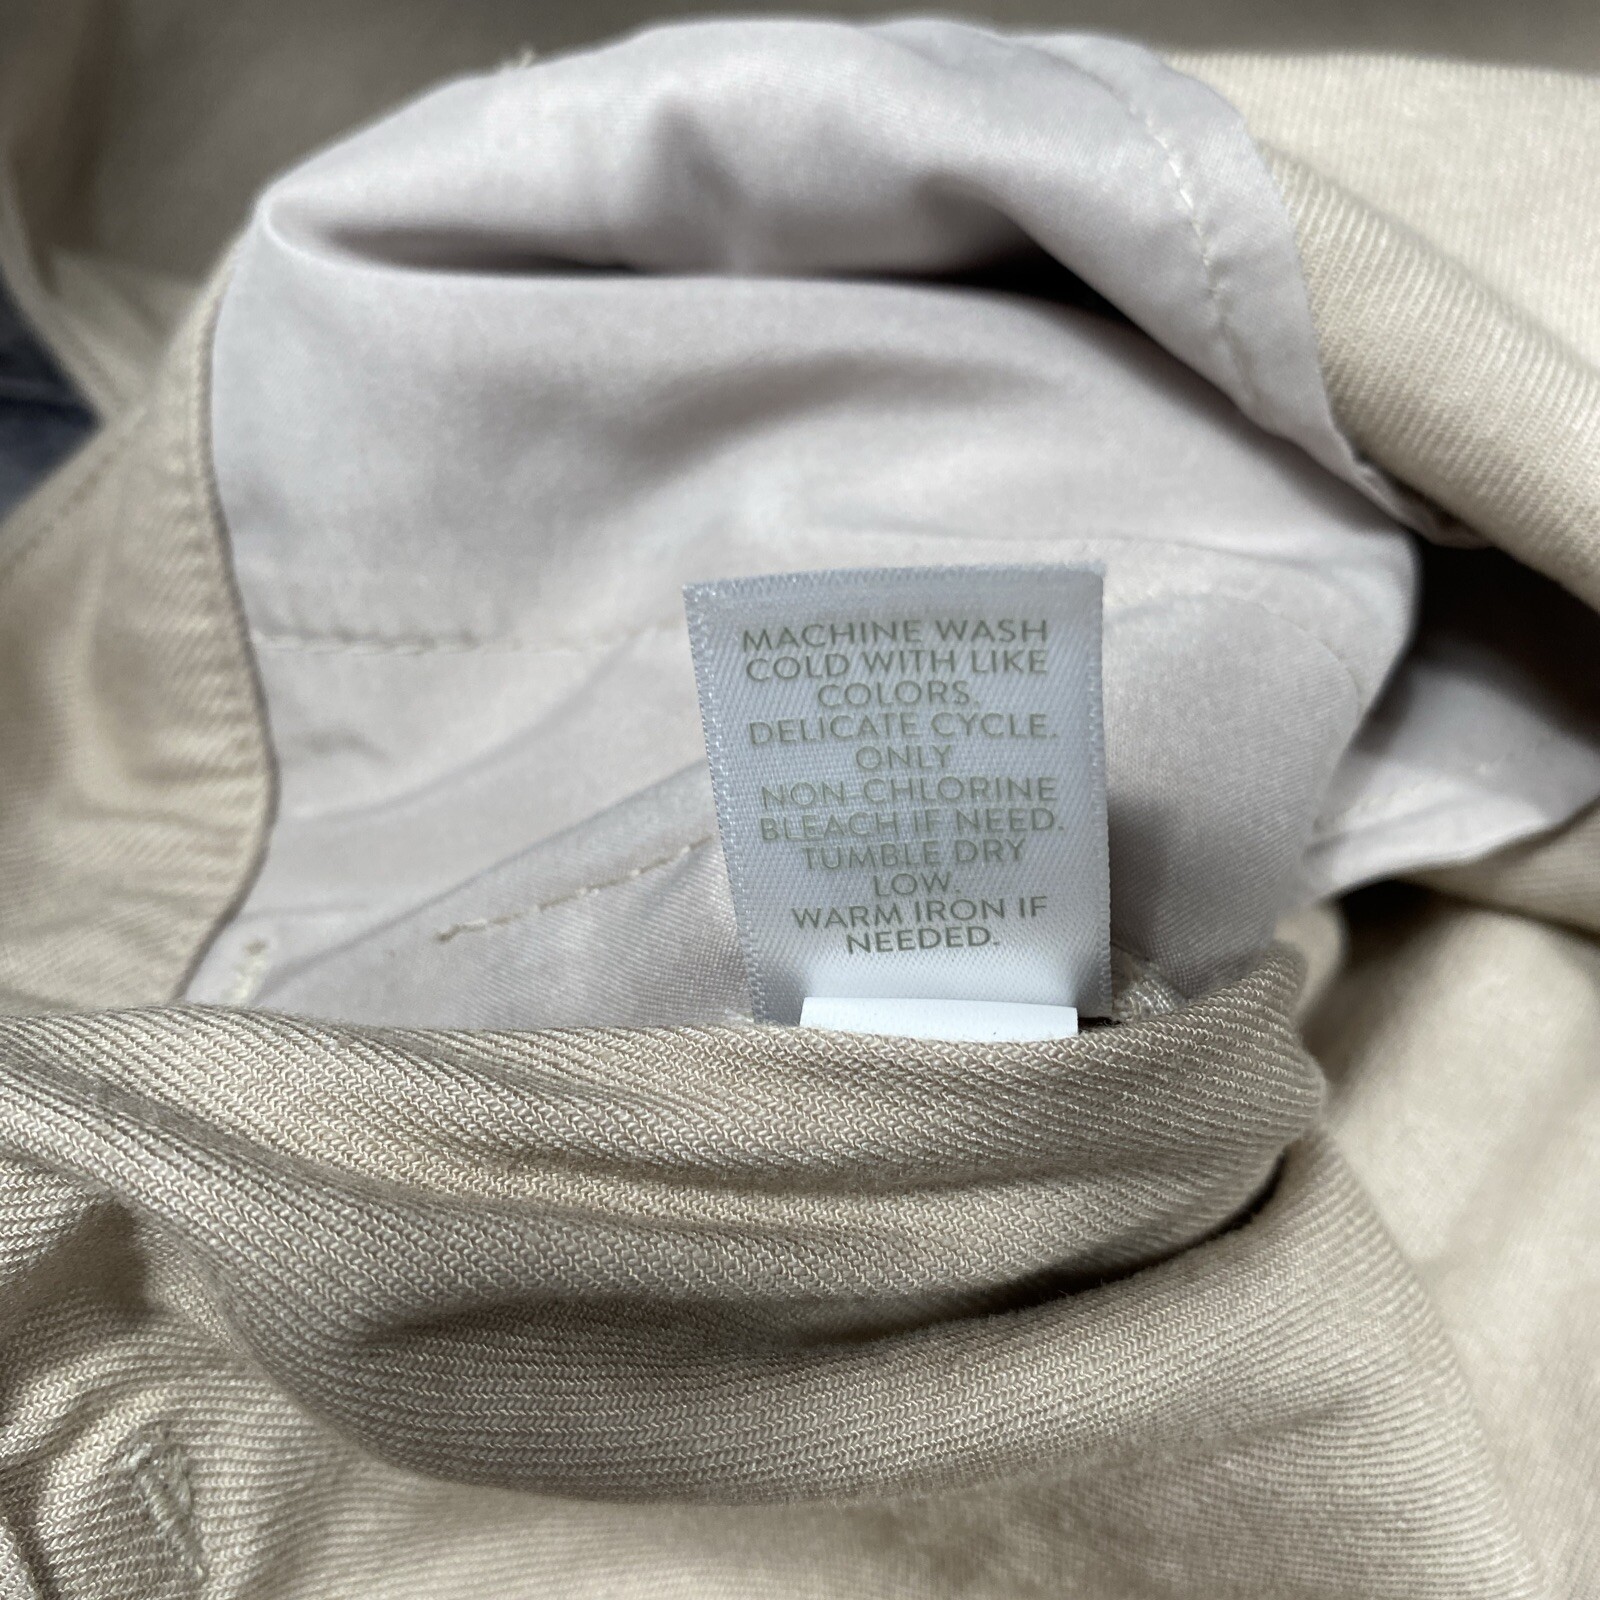 MACHINE WASH
COLD WITH LIKE
COLORS.
DELICATE CYCLE.
ONLY
NON-CHLORINE
BLEACH IF NEED.
TUMBLE DRY
LOW.
WARM IRON IF
NEEDED.